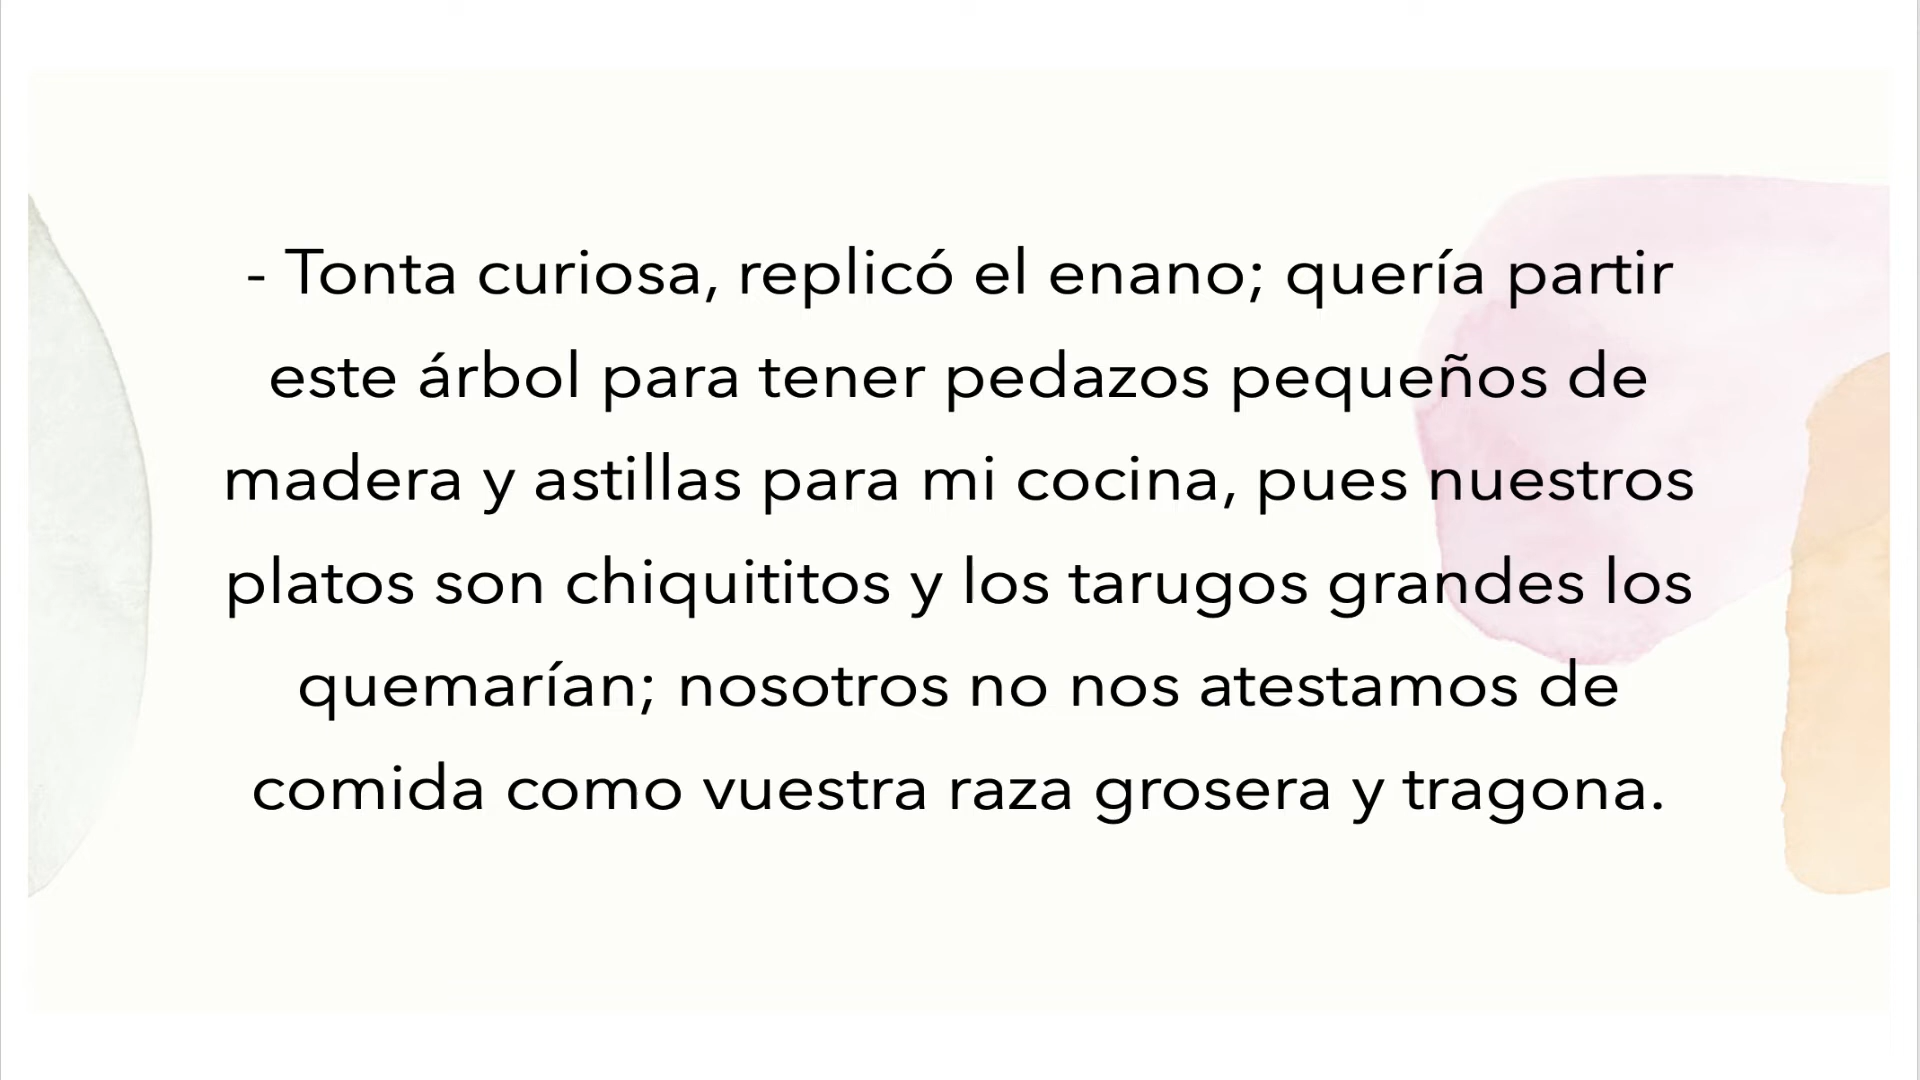 - Tonta curiosa, replicó el enano; quería partir
este árbol para tener pedazos pequeños de
madera y astillas para mi cocina, pues nuestros
platos son chiquititos y los tarugos grandes los
quemarían; nosotros no nos atestamos de
comida como vuestra raza grosera y tragona.